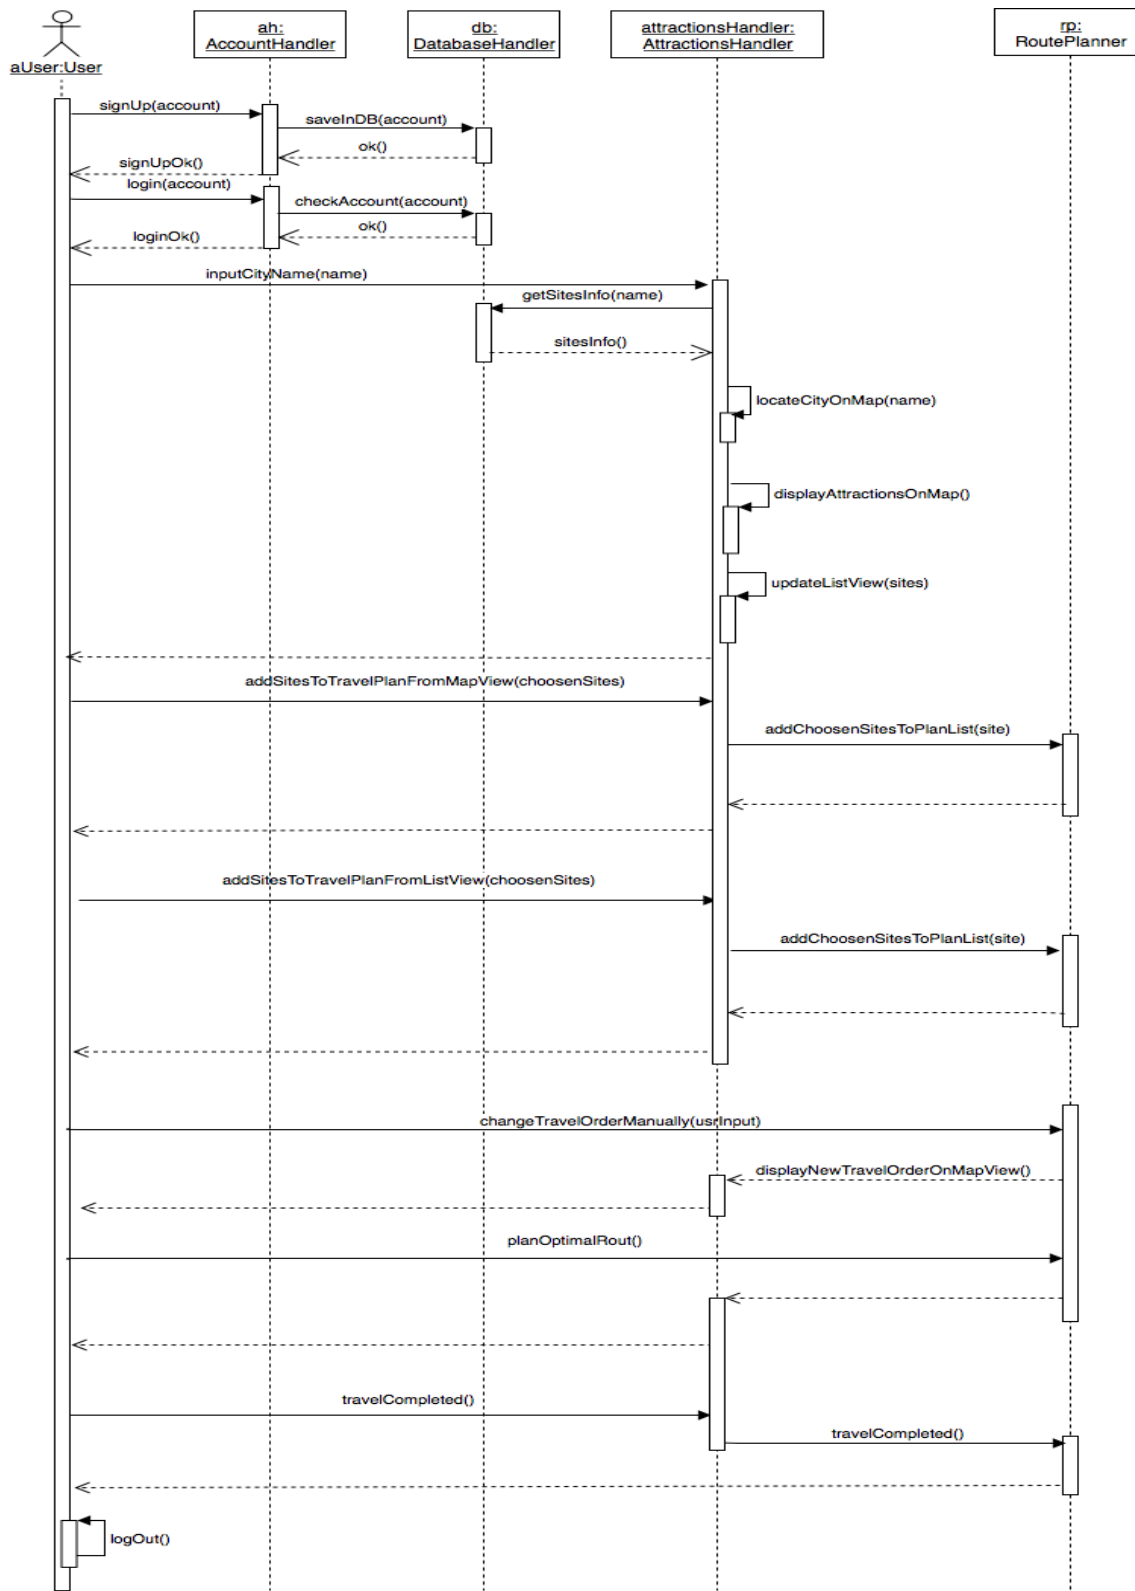 ah:
AccountHandler
db:
DatabaseHandler
attractionsHandler:
AttractionsHandler
rp:
RoutePlanner
aUser:User
signUp(account)
saveInDB(account)
ok()
signUpOk()
login(account)
checkAccount(account)
ok()
loginOk()
inputCityName(name)
getSitesInfo(name)
sitesInfo()
locateCityOnMap(name)
displayAttractionsOnMap()
updateListView(sites)
addSitesToTravelPlanFromMapView(choosenSites)
addChoosenSitesToPlanList(site)
addSitesToTravelPlanFromListView(choosenSites)
addChoosenSitesToPlanList(site)
changeTravelOrderManually(usrInput)
displayNewTravelOrderOnMapView()
planOptimalRout()
travelCompleted()
travelCompleted()
logOut()